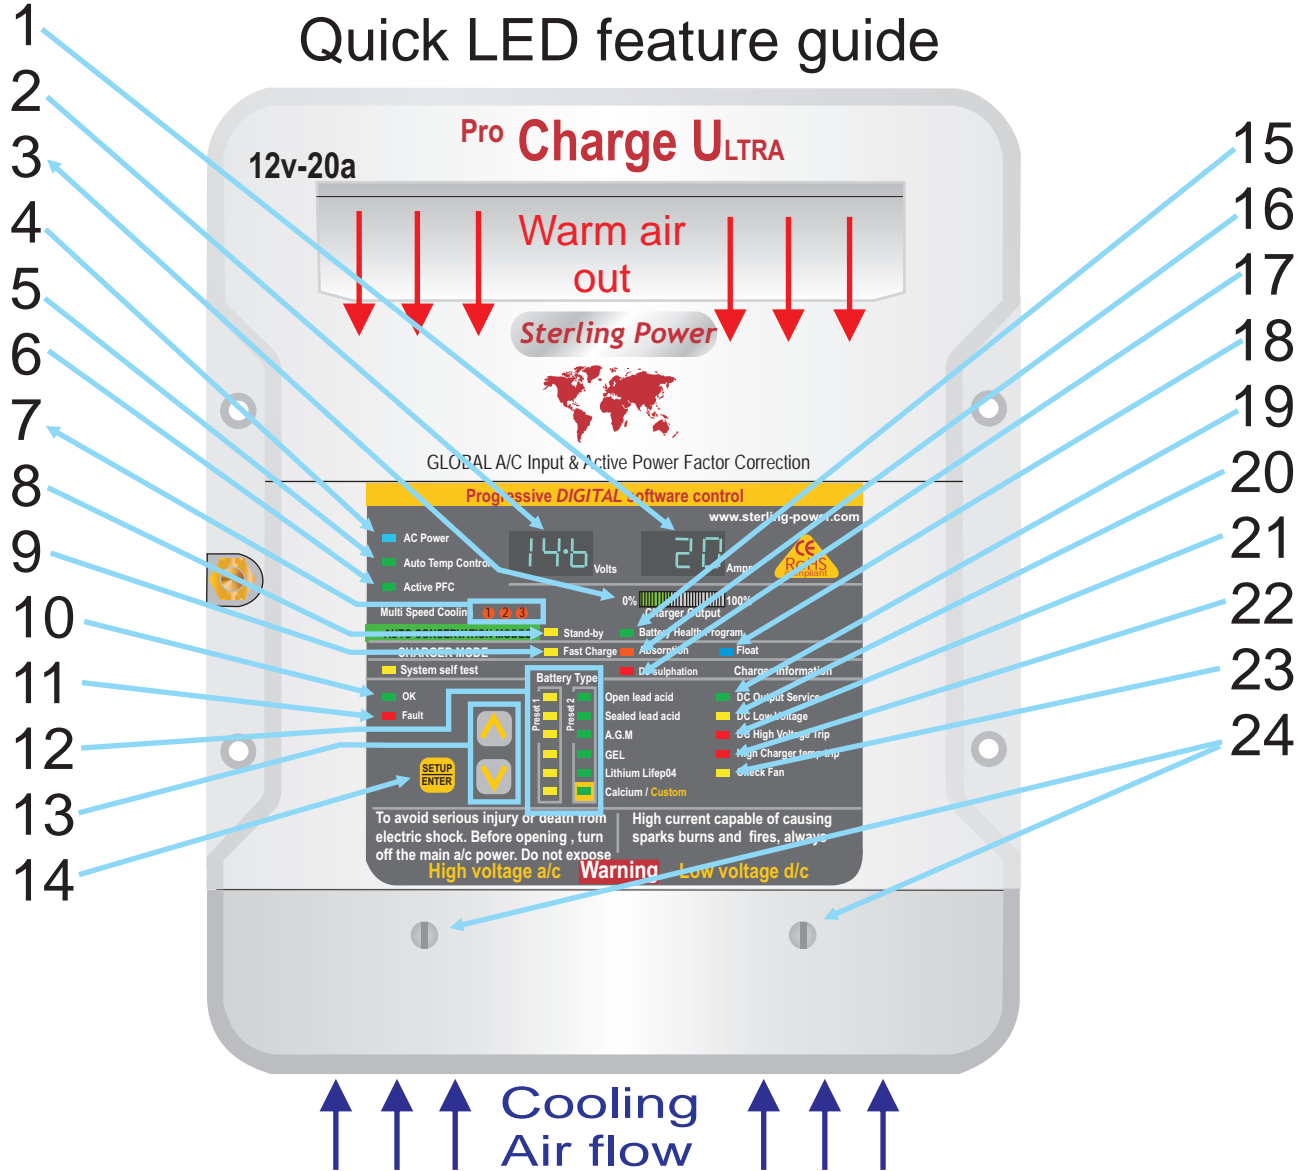 Quick LED feature guide
1
2
3
4
5
6
7
8
9
10
11
12
13
14
15
16
17
18
19
20
21
22
23
24
Pro Charge ULTRA
12v-20a
Warm air
out
Sterling Power
GLOBAL A/C Input & Active Power Factor Correction
Progressive DIGITAL software control
www.sterling-power.com
AC Power
Auto Temp Control
Active PFC
14.6 Volts
20 Amps
CE
RoHS
compliant
Multi Speed Cooling 1 2 3
0% 100%
Charger Output
AUTO CONSERVATION MODE
Stand-by
Battery Health Program
CHARGER MODE
Fast Charge
Absorption
Float
System self test
De-sulphation
Charger Information
Battery Type
Preset 1
Preset 2
OK
Fault
Open lead acid
Sealed lead acid
A.G.M
GEL
Lithium Lifep04
Calcium / Custom
DC Output Service
DC Low Voltage
DC High Voltage Trip
High Charger temp trip
Check Fan
SETUP
ENTER
To avoid serious injury or death from
electric shock. Before opening , turn
off the main a/c power. Do not expose
High current capable of causing
sparks burns and fires, always
High voltage a/c Warning Low voltage d/c
Cooling
Air flow